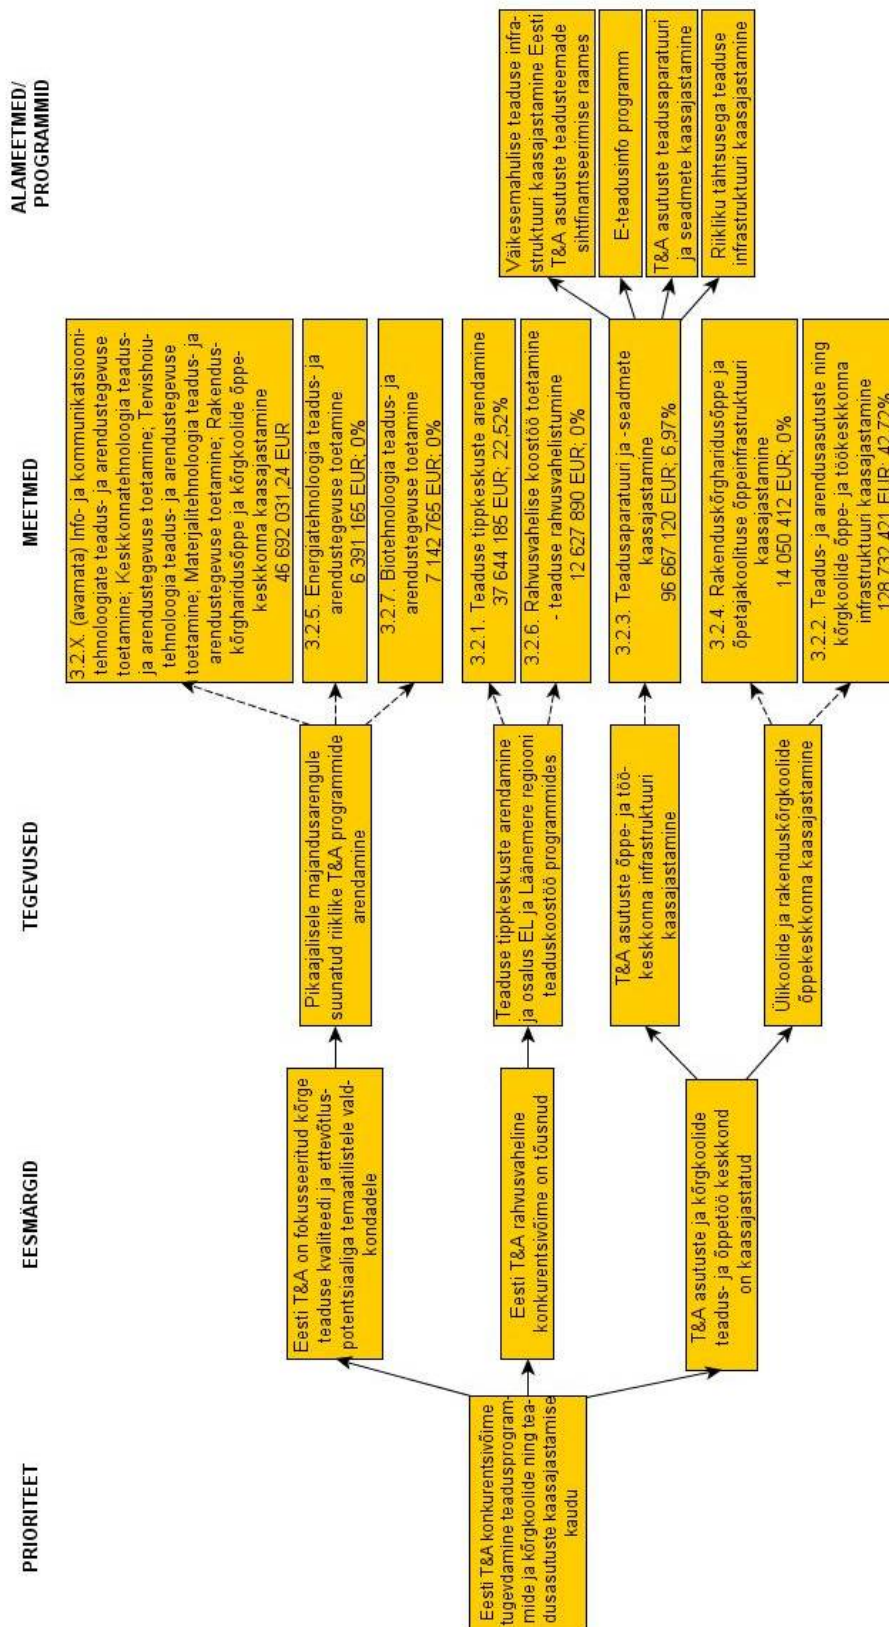 PRIORITEET
EESMÄRGID
TEGEVUSED
MEETMED
ALAMEETMED/
PROGRAMMID
Eesti T&A konkurentsivõime
tugevdamine teadusprogram-
mide ja kõrgkoolide ning tea-
dusasutuste kaasajastamise
kaudu
Eesti T&A on fokusseeritud kõrge
teaduse kvaliteedi ja ettevõtlus-
potentsiaaliga temaatilistele vald-
kondadele
Eesti T&A rahvusvaheline
konkurentsivõime on tõusnud
T&A asutuste ja kõrgkoolide
teadus- ja õppetöö keskkond
on kaasajastatud
Pikaajalisele majandusarengule
suunatud riiklike T&A programmide
arendamine
Teaduse tippkeskuste arendamine
ja osalus EL ja Läänemere regiooni
teaduskoostöö programmides
T&A asutuste õppe- ja töö-
keskkonna infrastruktuuri
kaasajastamine
Ülikoolide ja rakenduskõrgkoolide
õppekeskkonna kaasajastamine
3.2.X. (avamata) Info- ja kommunikatsiooni-
tehnoloogiate teadus- ja arendustegevuse
toetamine; Keskkonnatehnoloogia teadus-
ja arendustegevuse toetamine; Tervishoiu-
tehnoloogia teadus- ja arendustegevuse
toetamine; Materjalitehnoloogia teadus- ja
arendustegevuse toetamine; Rakendus-
kõrgharidusõppe ja kõrgkoolide õppe-
keskkonna kaasajastamine
46 692 031,24 EUR
3.2.5. Energiatehnoloogia teadus- ja
arendustegevuse toetamine
6 391 165 EUR; 0%
3.2.7. Biotehnoloogia teadus- ja
arendustegevuse toetamine
7 142 765 EUR; 0%
3.2.1. Teaduse tippkeskuste arendamine
37 644 185 EUR; 22,52%
3.2.6. Rahvusvahelise koostöö toetamine
- teaduse rahvusvahelistumine
12 627 890 EUR; 0%
3.2.3. Teadusaparatuuri ja -seadmete
kaasajastamine
96 667 120 EUR; 6,97%
3.2.4. Rakenduskõrgharidusõppe ja
õpetajakoolituse õppeinfrastruktuuri
kaasajastamine
14 050 412 EUR; 0%
3.2.2. Teadus- ja arendusasutuste ning
kõrgkoolide õppe- ja töökeskkonna
infrastruktuuri kaasajastamine
128 732 421 EUR; 42,72%
Väikesemahulise teaduse infra-
struktuuri kaasajastamine Eesti
T&A asutuste teadusteemade
sihtfinantseerimise raames
E-teadusinfo programm
T&A asutuste teadusaparatuuri
ja seadmete kaasajastamine
Riikliku tähtsusega teaduse
infrastruktuuri kaasajastamine